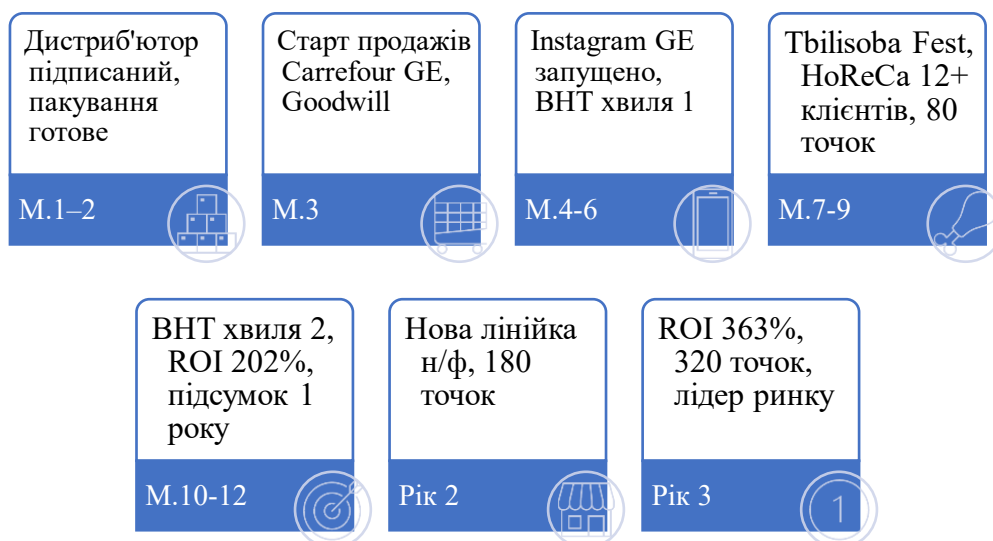 Дистриб'ютор
підписаний,
пакування
готове
М.1–2
Старт продажів
Carrefour GE,
Goodwill
М.3
Instagram GE
запущено,
BHT хвиля 1
М.4-6
Tbilisoba Fest,
HoReCa 12+
клієнтів, 80
точок
М.7-9
BHT хвиля 2,
ROI 202%,
підсумок 1
року
М.10-12
Нова лінійка
н/ф, 180
точок
Рік 2
ROI 363%,
320 точок,
лідер ринку
Рік 3
1